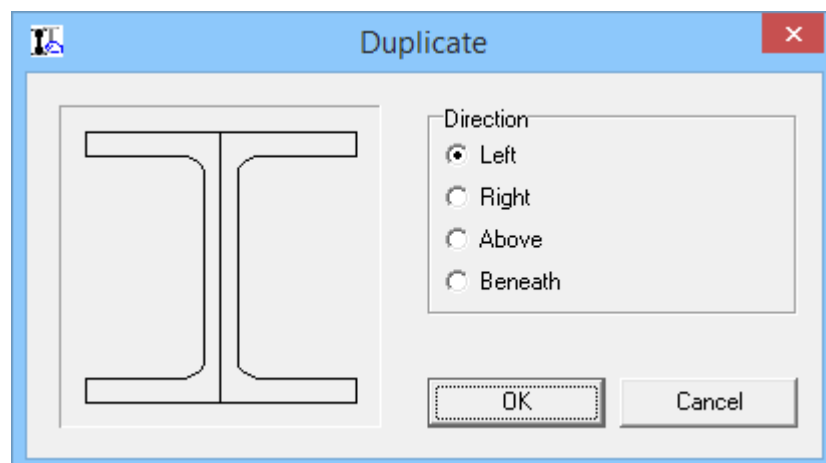 Duplicate
Direction
Left
Right
Above
Beneath
OK
Cancel